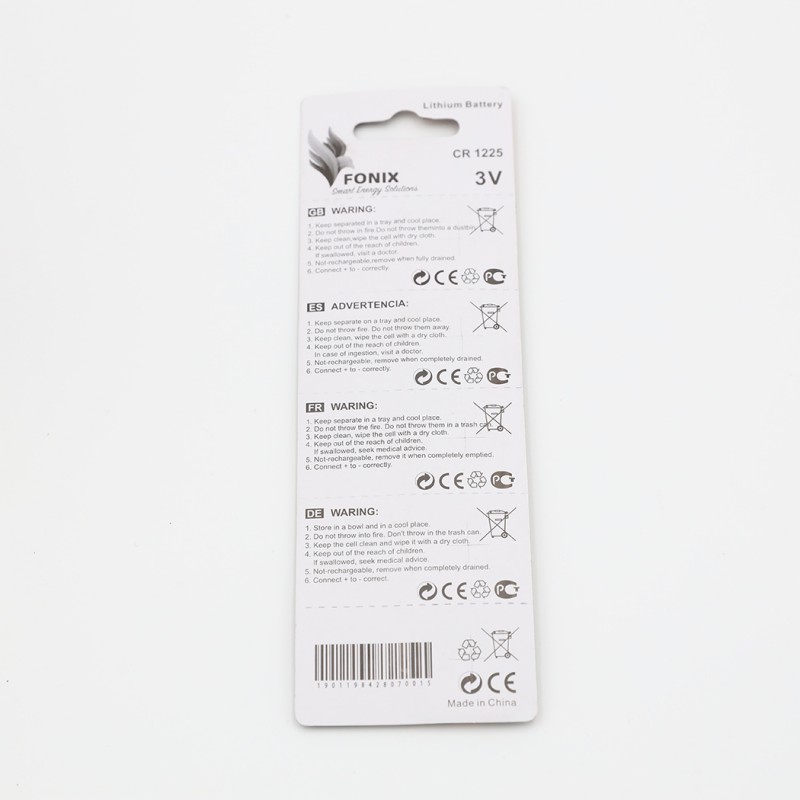 Lithium Battery
FONIX
Smart Energy Solutions
CR 1225
3V
GB WARING:
1. Keep separated in a tray and cool place.
2. Do not throw in fire.Do not throw theminto a dustbin
3. Keep clean,wipe the cell with dry cloth.
4. Keep out of the reach of children.
If swallowed, visit a doctor.
5. Not-rechargeable,remove when fully drained.
6. Connect + to - correctly.
CE
PC
ES ADVERTENCIA:
1. Keep separate on a tray and cool place.
2. Do not throw fire. Do not throw them away.
3. Keep clean, wipe the cell with dry cloth.
4. Keep out of reach of children.
In case of ingestion, visit a doctor.
5. Not-rechargeable, remove when completely drained.
6. Connect + to - correctly.
CE
PC
FR WARING:
1. Keep separate in a tray and cool place.
2. Do not throw the fire. Do not throw them in a trash can.
3. Keep clean, wipe the cell with dry cloth.
4. Keep out of the reach of children.
If swallowed, seek medical advice.
5. Not-rechargeable, remove it when completely emptied.
6. Connect + to - correctly.
CE
PC
DE WARING:
1. Store in a bowl and in a cool place.
2. Do not throw into fire. Don't throw in the trash can.
3. Keep the cell clean and wipe it with a dry cloth.
4. Keep out of the reach of children.
If swallowed, seek medical advice.
5. Not-rechargeable, remove when completely drained.
6. Connect + to - correct.
CE
PC
1901198428070015
CE
Made in China